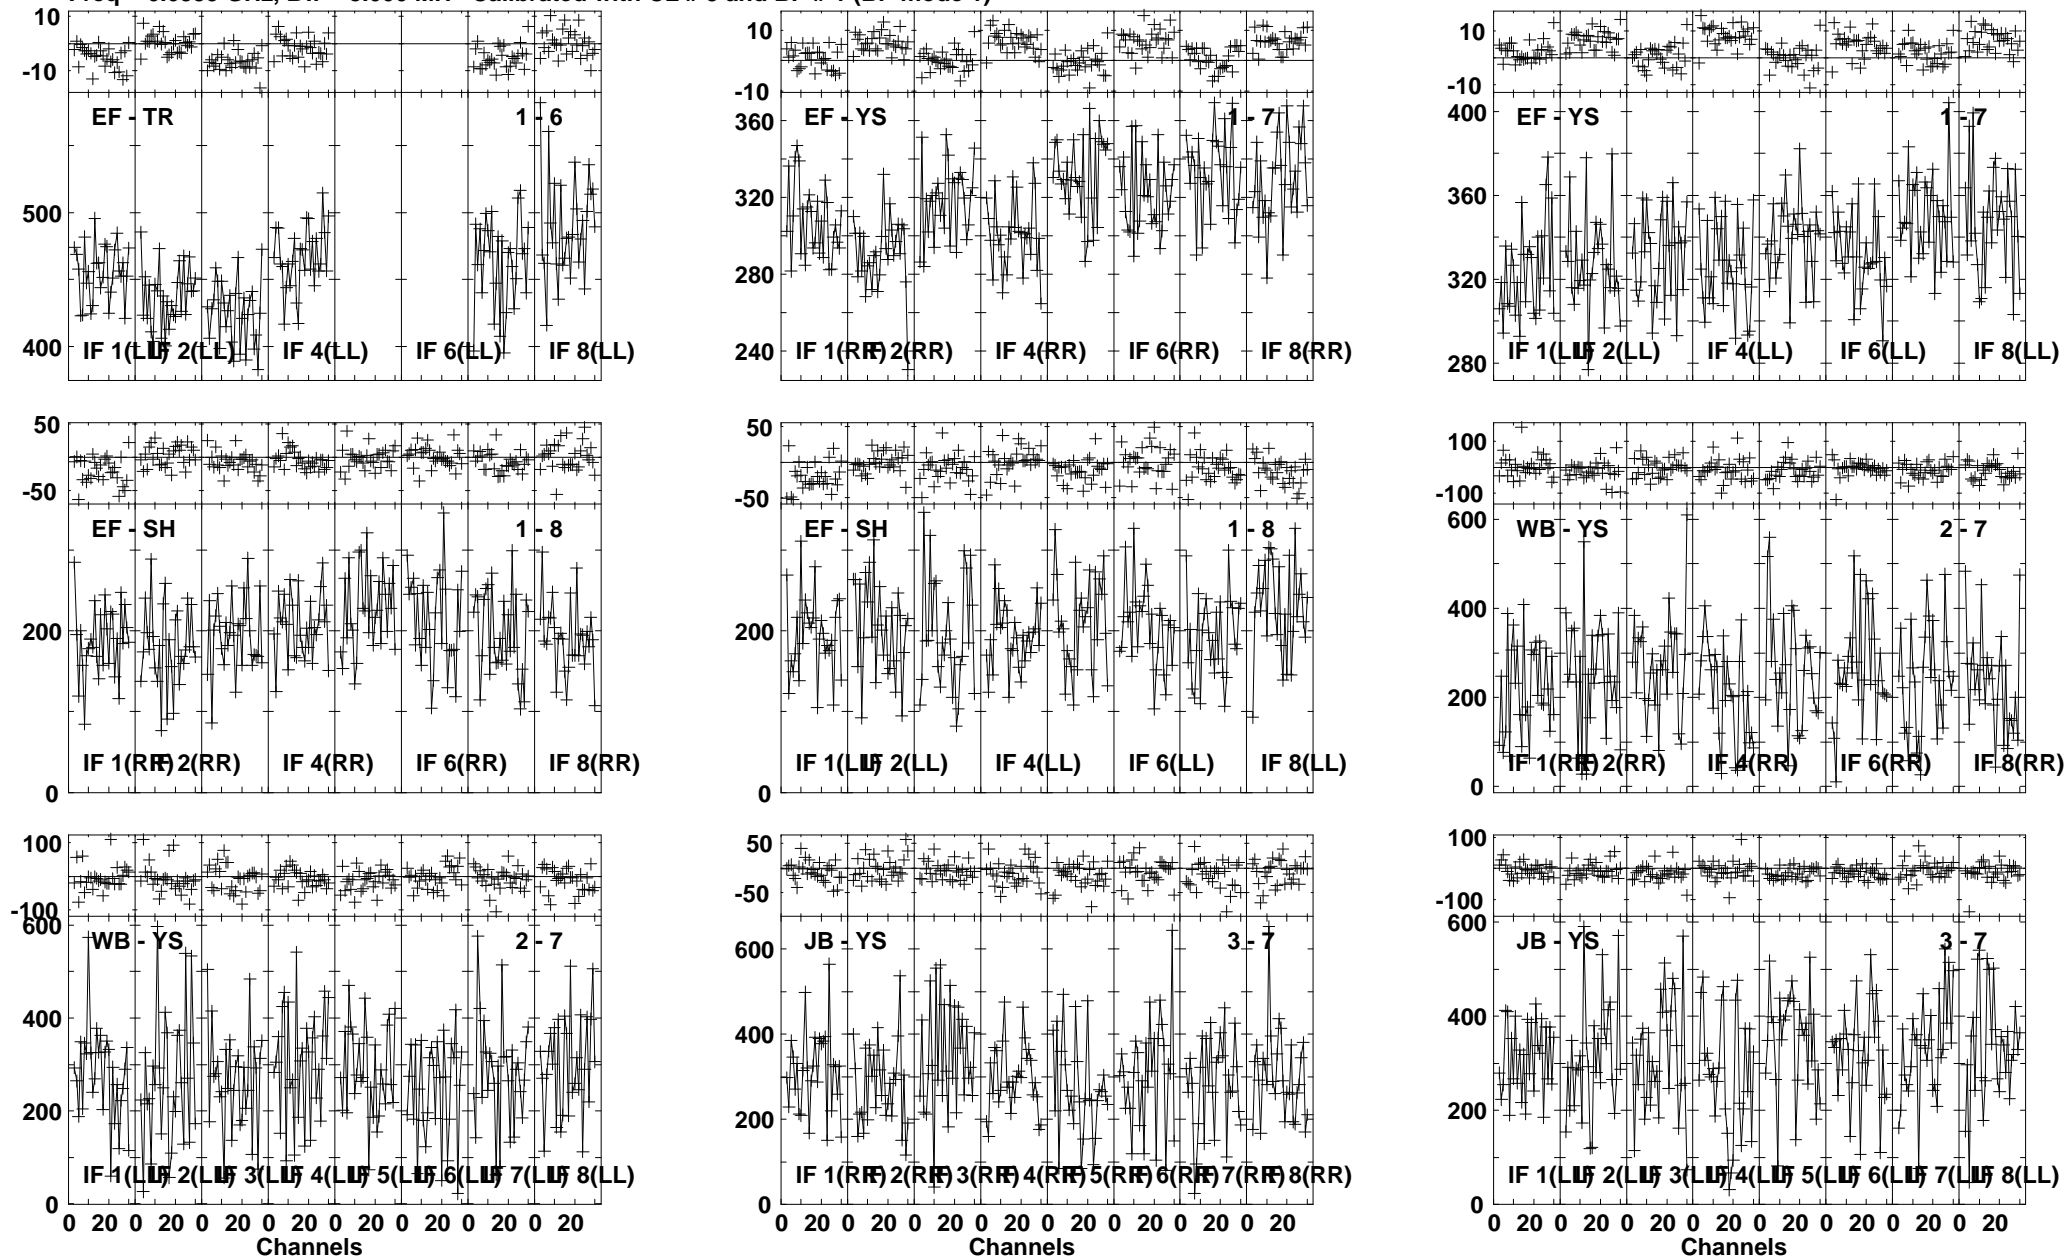 Calibrated with CL # 3 and BP # 1 (BP mode 1)
10
-10
EF - TR 1 - 6
500
400
IF 1(LL) IF 2(LL) IF 4(LL) IF 6(LL) IF 8(LL)
10
-10
EF - YS 1 - 7
360
320
280
240
IF 1(RR) IF 2(RR) IF 4(RR) IF 6(RR) IF 8(RR)
10
-10
EF - YS 1 - 7
400
360
320
280
IF 1(LL) IF 2(LL) IF 4(LL) IF 6(LL) IF 8(LL)
50
-50
EF - SH 1 - 8
200
0
IF 1(RR) IF 2(RR) IF 4(RR) IF 6(RR) IF 8(RR)
50
-50
EF - SH 1 - 8
200
0
IF 1(LL) IF 2(LL) IF 4(LL) IF 6(LL) IF 8(LL)
100
-100
WB - YS 2 - 7
600
400
200
0
IF 1(RR) IF 2(RR) IF 4(RR) IF 6(RR) IF 8(RR)
100
-100
WB - YS 2 - 7
600
400
200
0
IF 1(LL) IF 2(LL) IF 3(LL) IF 4(LL) IF 5(LL) IF 6(LL) IF 7(LL) IF 8(LL)
0 20 0 20 0 20 0 20 0 20 0 20 0 20 0 20
Channels
50
-50
JB - YS 3 - 7
600
400
200
0
IF 1(RR) IF 2(RR) IF 3(RR) IF 4(RR) IF 5(RR) IF 6(RR) IF 7(RR) IF 8(RR)
0 20 0 20 0 20 0 20 0 20 0 20 0 20 0 20
Channels
100
-100
JB - YS 3 - 7
600
400
200
0
IF 1(LL) IF 2(LL) IF 3(LL) IF 4(LL) IF 5(LL) IF 6(LL) IF 7(LL) IF 8(LL)
0 20 0 20 0 20 0 20 0 20 0 20 0 20 0 20
Channels